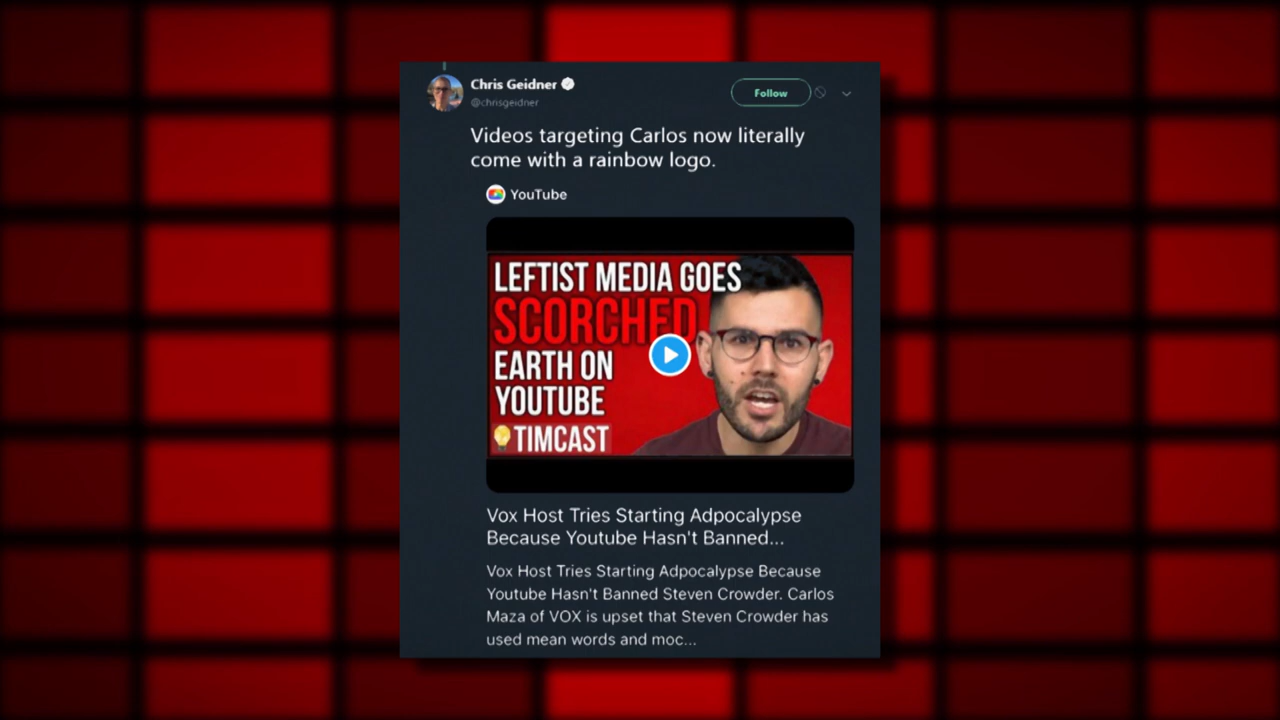 Chris Geidner
@chrisgeidner
Follow
Videos targeting Carlos now literally
come with a rainbow logo.
YouTube
LEFTIST MEDIA GOES
SCORCHED
EARTH ON
YOUTUBE
TIMCAST
Vox Host Tries Starting Adpocalypse
Because Youtube Hasn't Banned...
Vox Host Tries Starting Adpocalypse Because
Youtube Hasn't Banned Steven Crowder. Carlos
Maza of VOX is upset that Steven Crowder has
used mean words and moc...